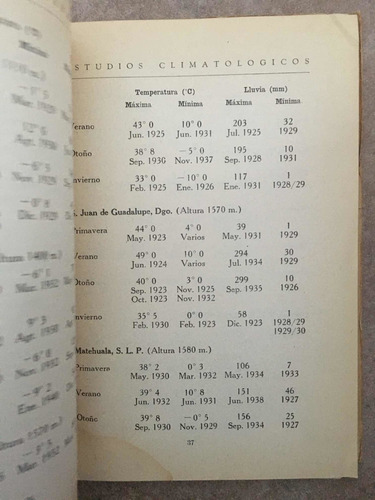 STUDIOS CLIMATOLOGICOS
Temperatura (°C) Lluvia (mm)
Máxima Mínima Máxima Mínima
Verano 43° 0 10° 0 203 32
Jun. 1925 Jun. 1931 Jul. 1925 1929
Otoño 38° 8 —5° 0 195 10
Sep. 1936 Nov. 1937 Sep. 1928 1931
nvierno 33° 0 —10° 0 117 1
Feb. 1925 Ene. 1926 Ene. 1931 1928/29
S. Juan de Guadalupe, Dgo. (Altura 1570 m.)
Primavera 44° 0 4° 0 39 1
May. 1923 Varios May. 1931 1929
Verano 49° 0 10° 0 294 30
Jun. 1924 Varios Jul. 1934 1929
Otoño 40° 0 3° 0 299 10
Sep. 1923 Nov. 1925 Sep. 1935 1926
Oct. 1923 Nov. 1932
nvierno 35° 5 0° 0 58 1
Feb. 1930 Feb. 1923 Dic. 1923 1928/29
1929/30
Matehuala, S. L. P. (Altura 1580 m.)
Primavera 38° 2 0° 3 106 7
May. 1930 Mar. 1932 May. 1934 1933
Verano 39° 4 10° 8 151 46
Jun. 1932 Jun. 1931 Jun. 1938 1927
Otoño 39° 8 —0° 5 156 25
Sep. 1930 Nov. 1929 Sep. 1934 1927
37